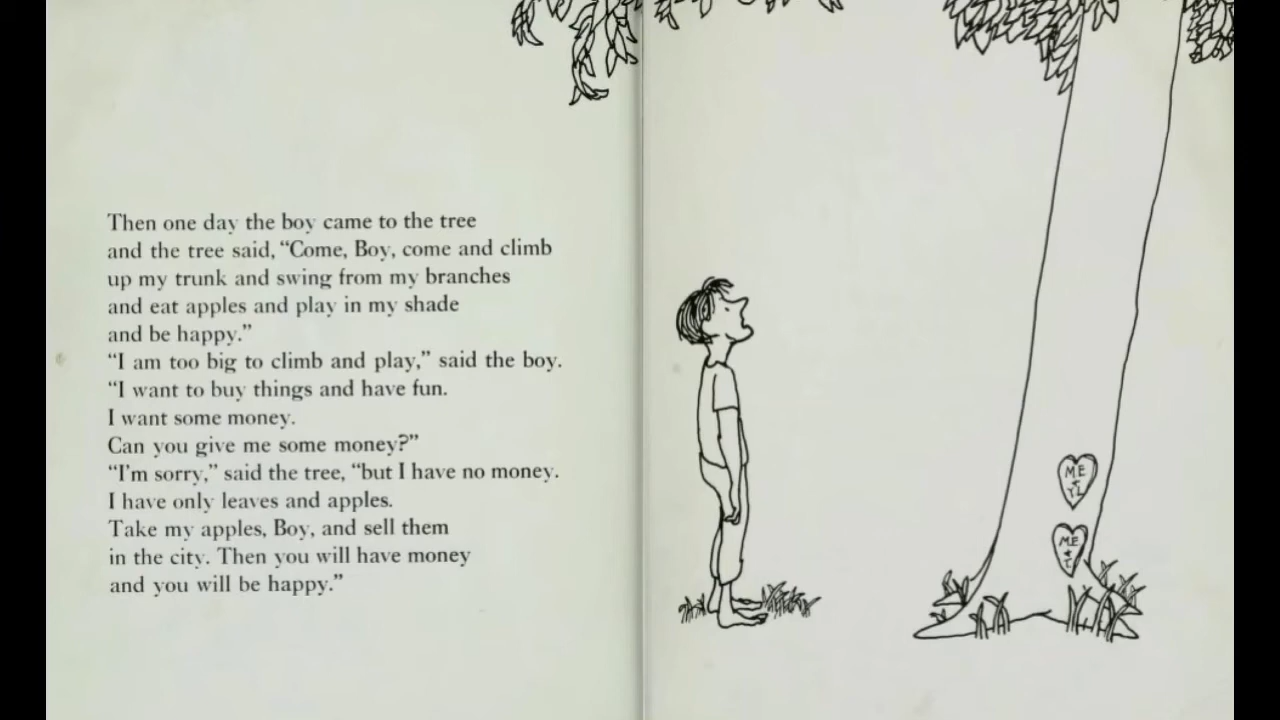 Then one day the boy came to the tree
and the tree said, “Come, Boy, come and climb
up my trunk and swing from my branches
and eat apples and play in my shade
and be happy.”
“I am too big to climb and play,” said the boy.
“I want to buy things and have fun.
I want some money.
Can you give me some money?”
“I'm sorry,” said the tree, “but I have no money.
I have only leaves and apples.
Take my apples, Boy, and sell them
in the city. Then you will have money
and you will be happy.”
ME
+
YL
ME
+
T.